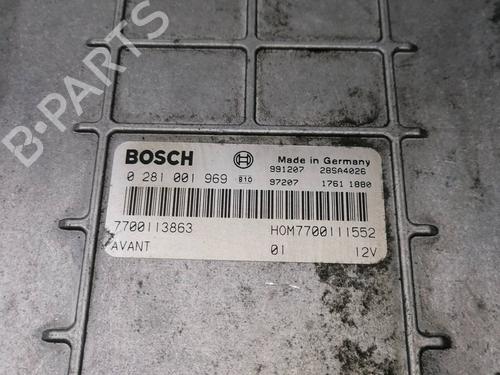 BOSCH Made in Germany
991207 28SA4026
0 281 001 969 810 97207 1761 1880
7700113863 HOM7700111552
AVANT 01 12V
B-PARTS